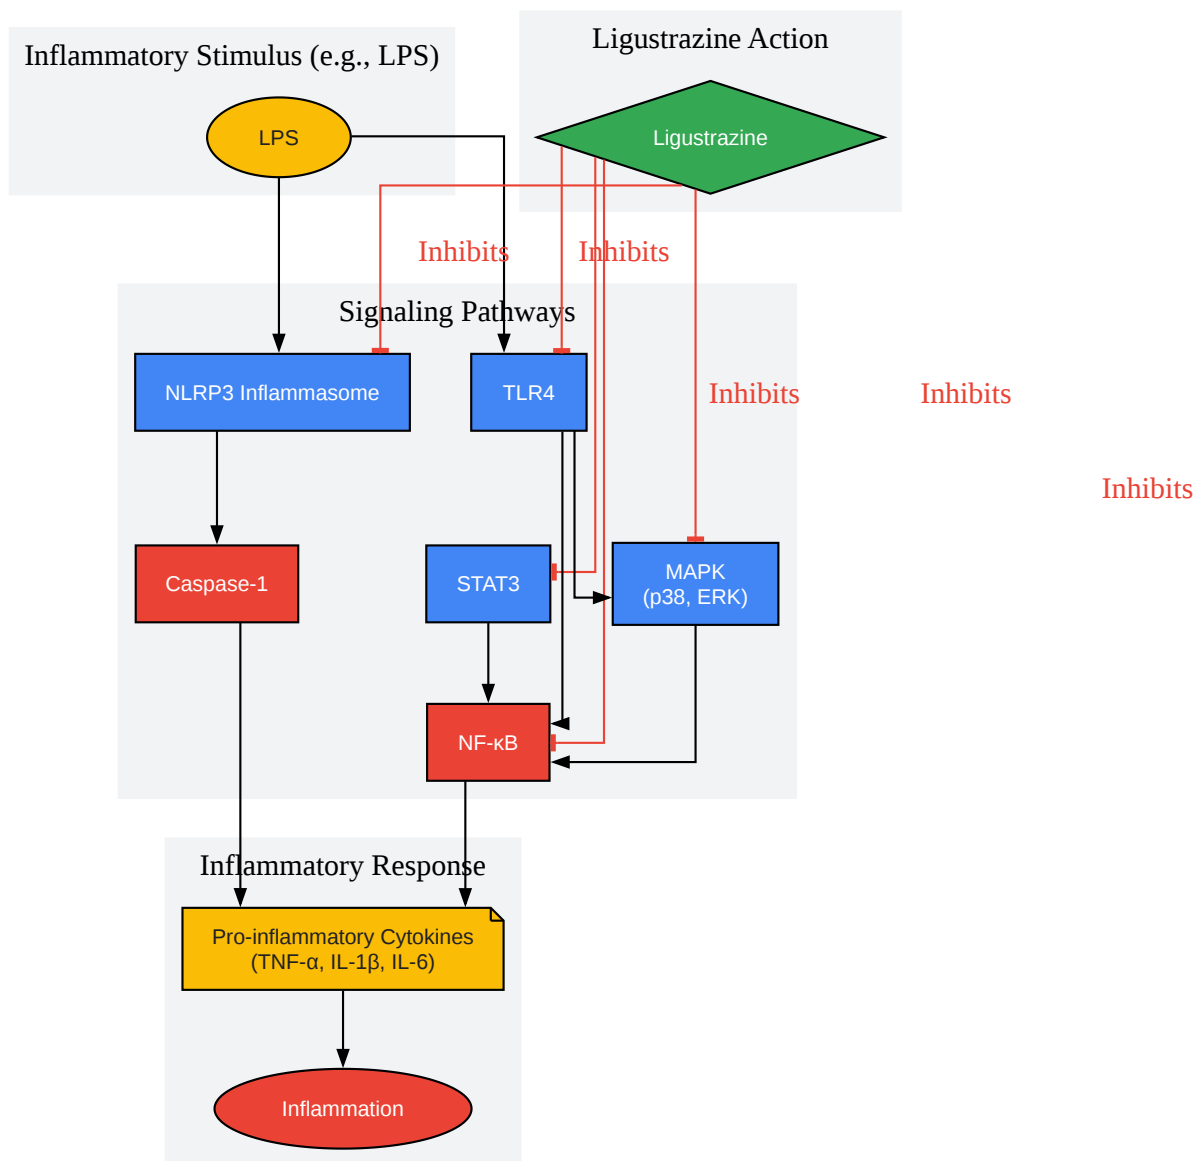 Inflammatory Stimulus (e.g., LPS)
Ligustrazine Action
LPS
Ligustrazine
Inhibits
Inhibits
Signaling Pathways
NLRP3 Inflammasome
TLR4
Inhibits
Inhibits
Inhibits
Caspase-1
STAT3
MAPK
(p38, ERK)
NF-κB
Inflammatory Response
Pro-inflammatory Cytokines
(TNF-α, IL-1β, IL-6)
Inflammation